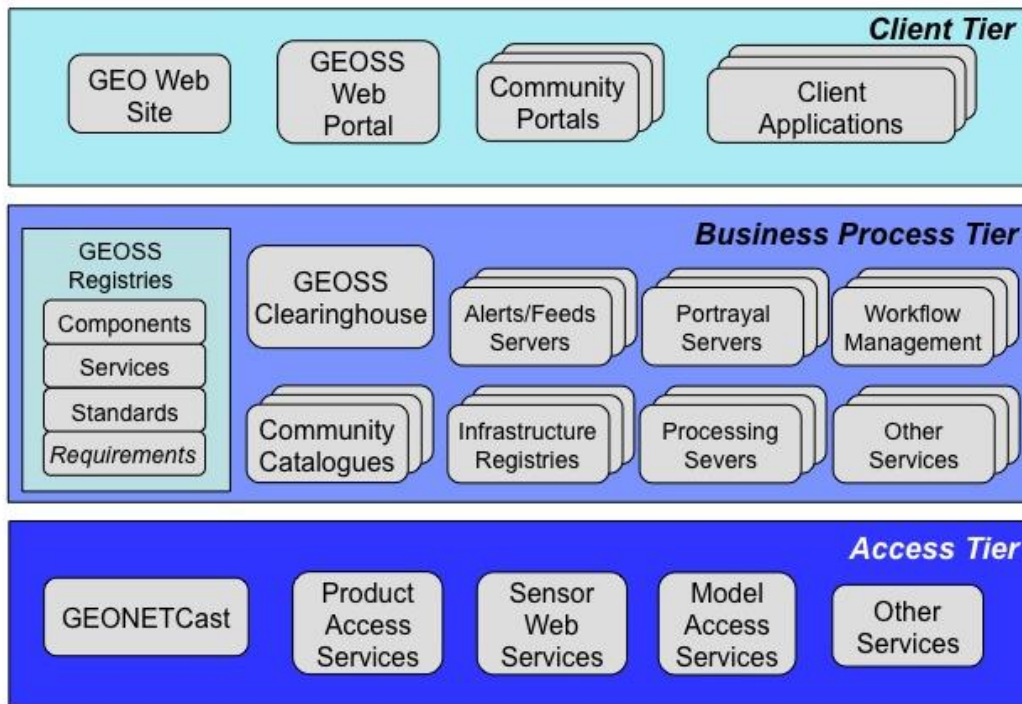 Client Tier
GEO Web
Site
GEOSS
Web
Portal
Community
Portals
Client
Applications
Business Process Tier
GEOSS
Registries
Components
Services
Standards
Requirements
GEOSS
Clearinghouse
Alerts/Feeds
Servers
Portrayal
Servers
Workflow
Management
Community
Catalogues
Infrastructure
Registries
Processing
Severs
Other
Services
Access Tier
GEONETCast
Product
Access
Services
Sensor
Web
Services
Model
Access
Services
Other
Services